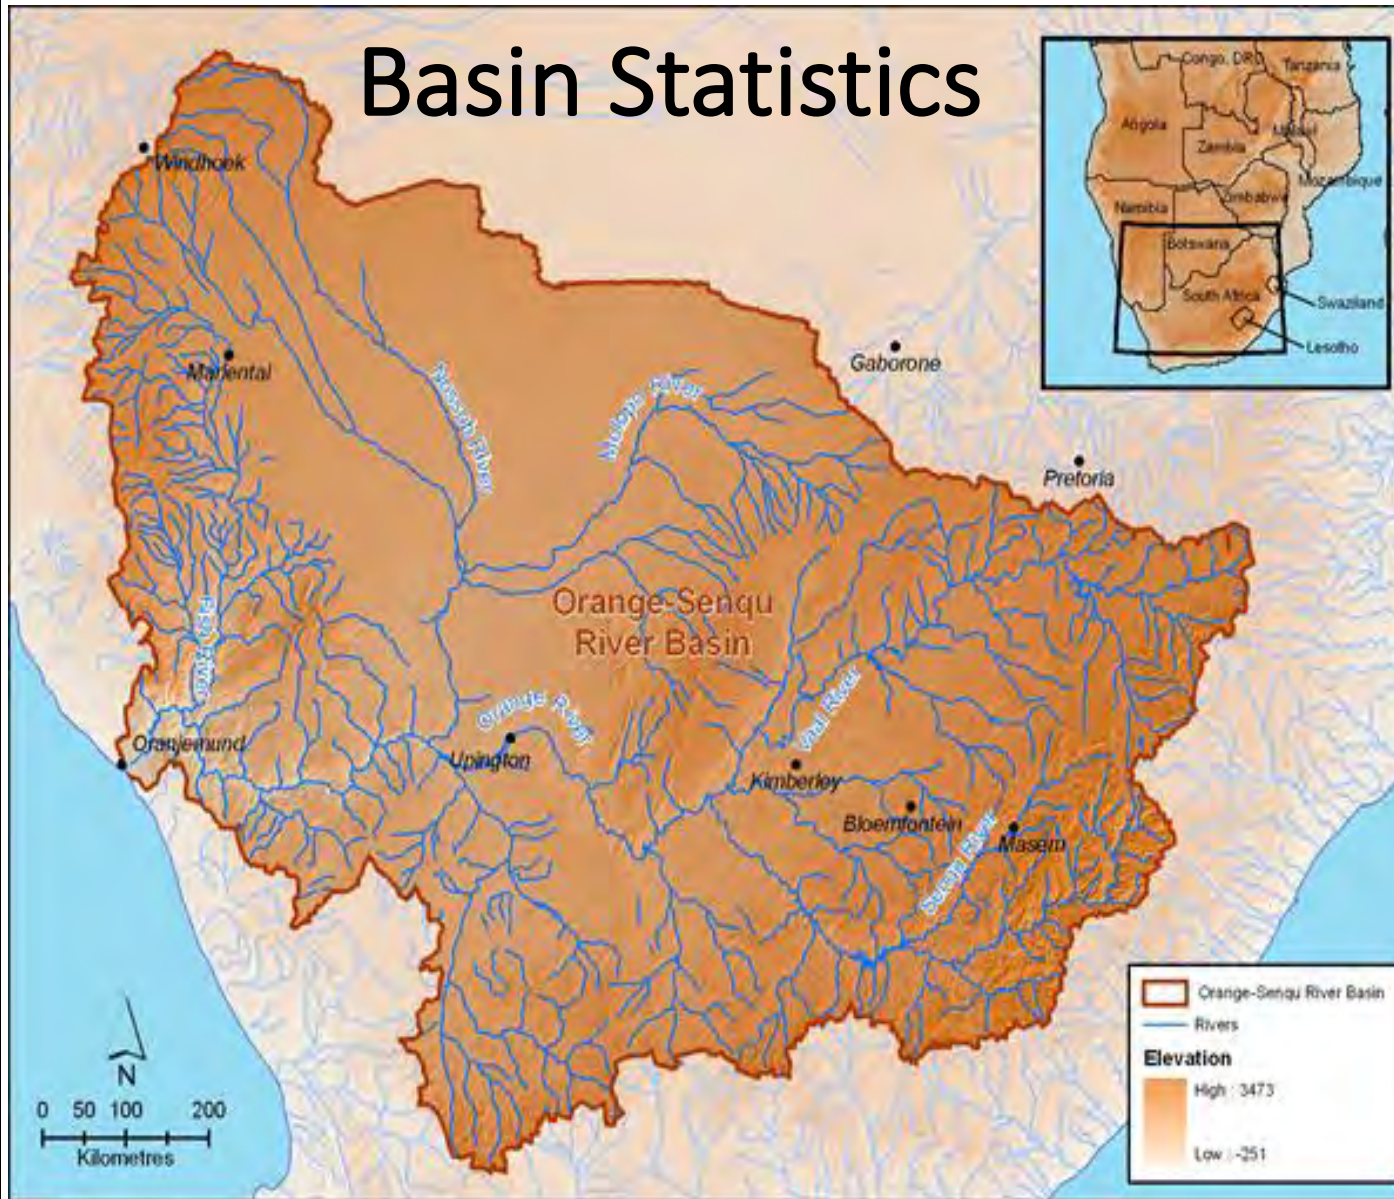 Basin Statistics
Congo, DRC
Tanzania
Angola
Malawi
Zambia
Mozambique
Zimbabwe
Namibia
Botswana
South Africa
Swaziland
Lesotho
Windhoek
Gaborone
Mariental
Nossob River
Molopo River
Pretoria
Orange-Senqu
River Basin
Fish River
Vaal River
Orange River
Oranjemund
Upington
Kimberley
Bloemfontein
Maseru
Senqu River
N
0 50 100 200
Kilometres
Orange-Senqu River Basin
Rivers
Elevation
High : 3473
Low : -251